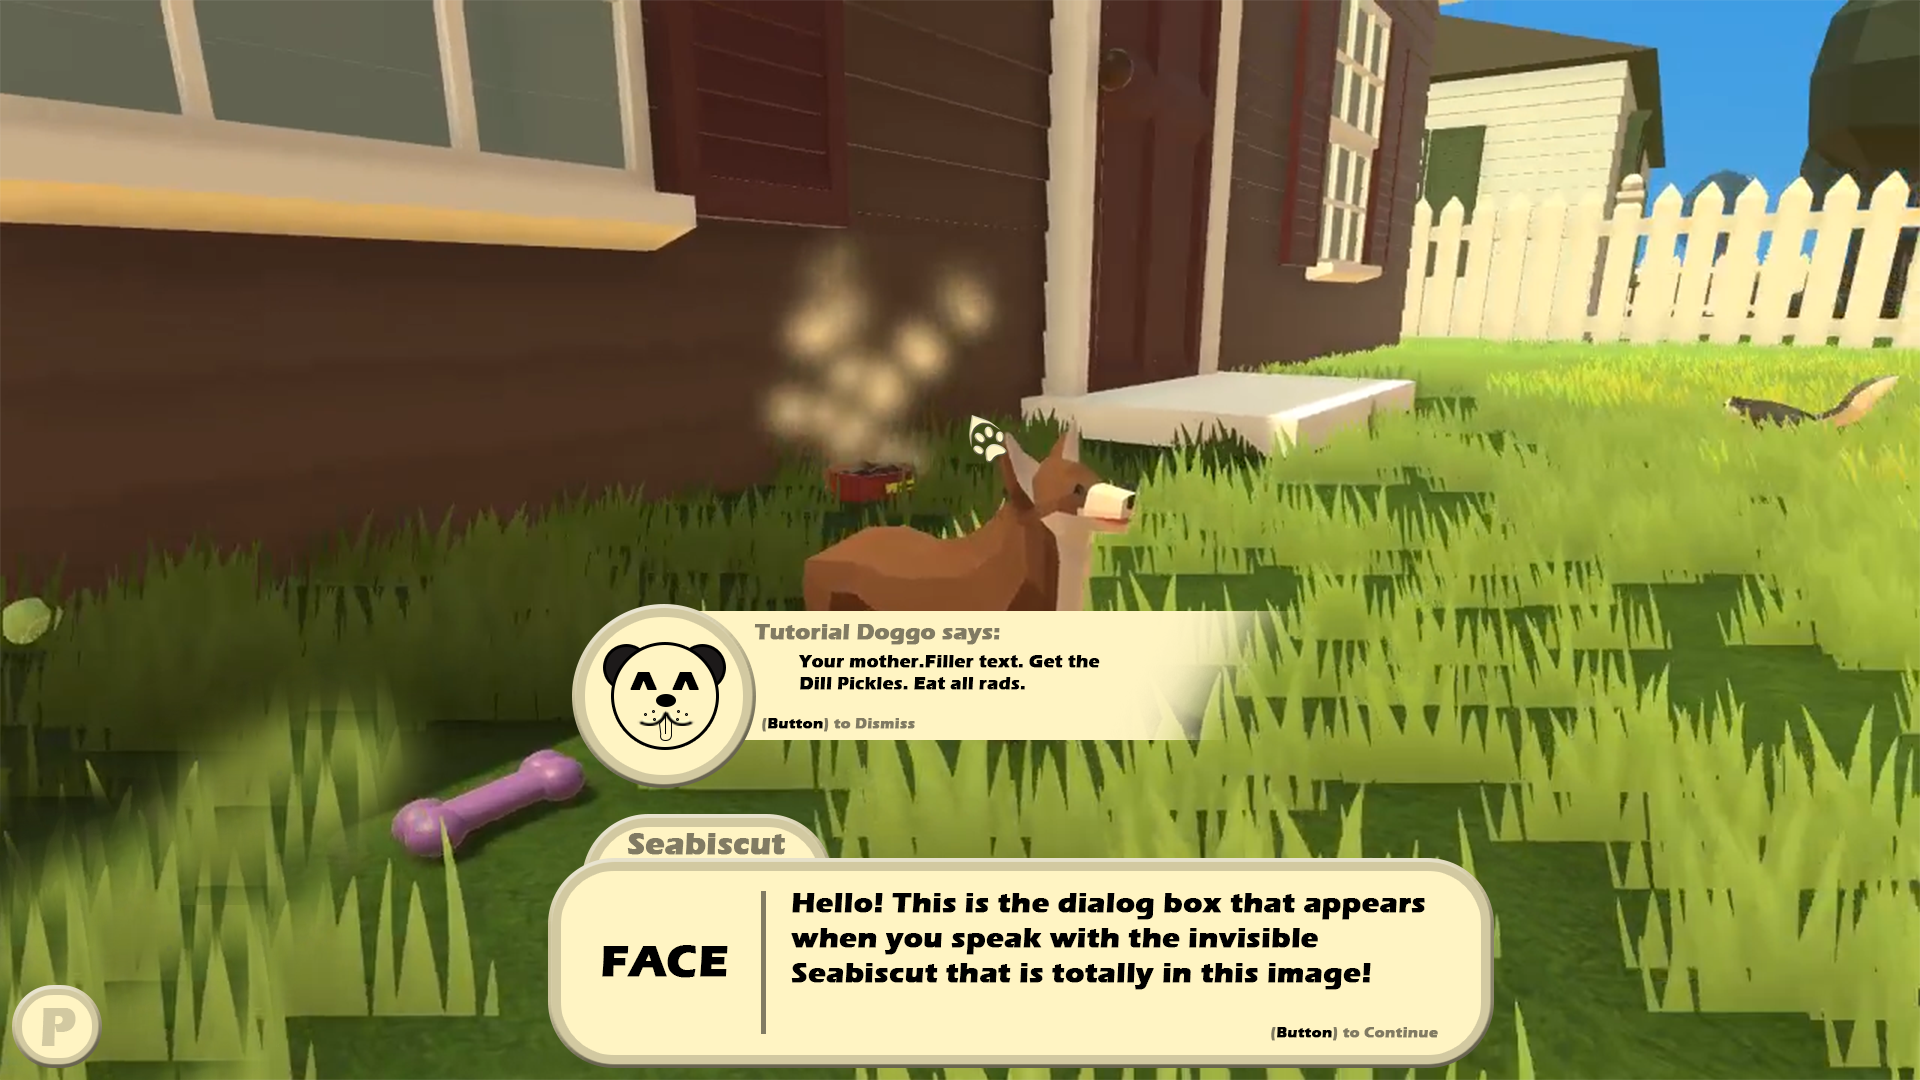 Tutorial Doggo says:
Your mother.Filler text. Get the
Dill Pickles. Eat all rads.
(Button) to Dismiss
Seabiscut
FACE
Hello! This is the dialog box that appears
when you speak with the invisible
Seabiscut that is totally in this image!
(Button) to Continue
P